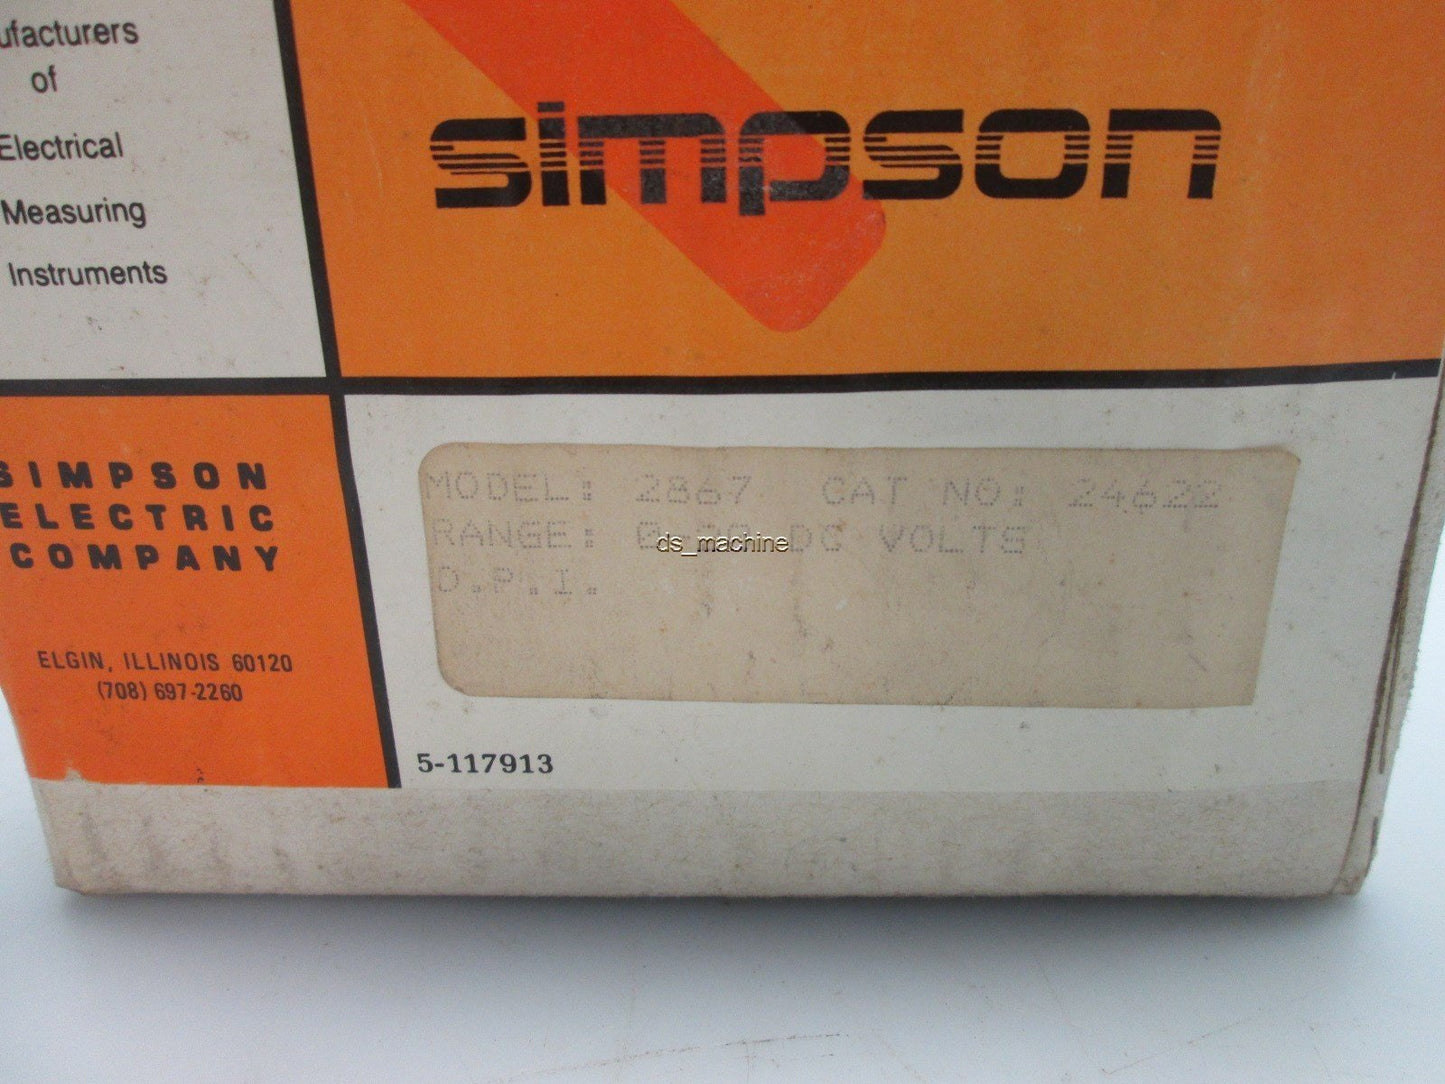 ufacturers
of
Electrical
Measuring
Instruments
simpson
SIMPSON
ELECTRIC
COMPANY
ELGIN, ILLINOIS 60120
(708) 697-2260
MODEL: 2867 CAT NO: 24622
RANGE: DC VOLTS
D.P.I.
ds_machine
5-117913